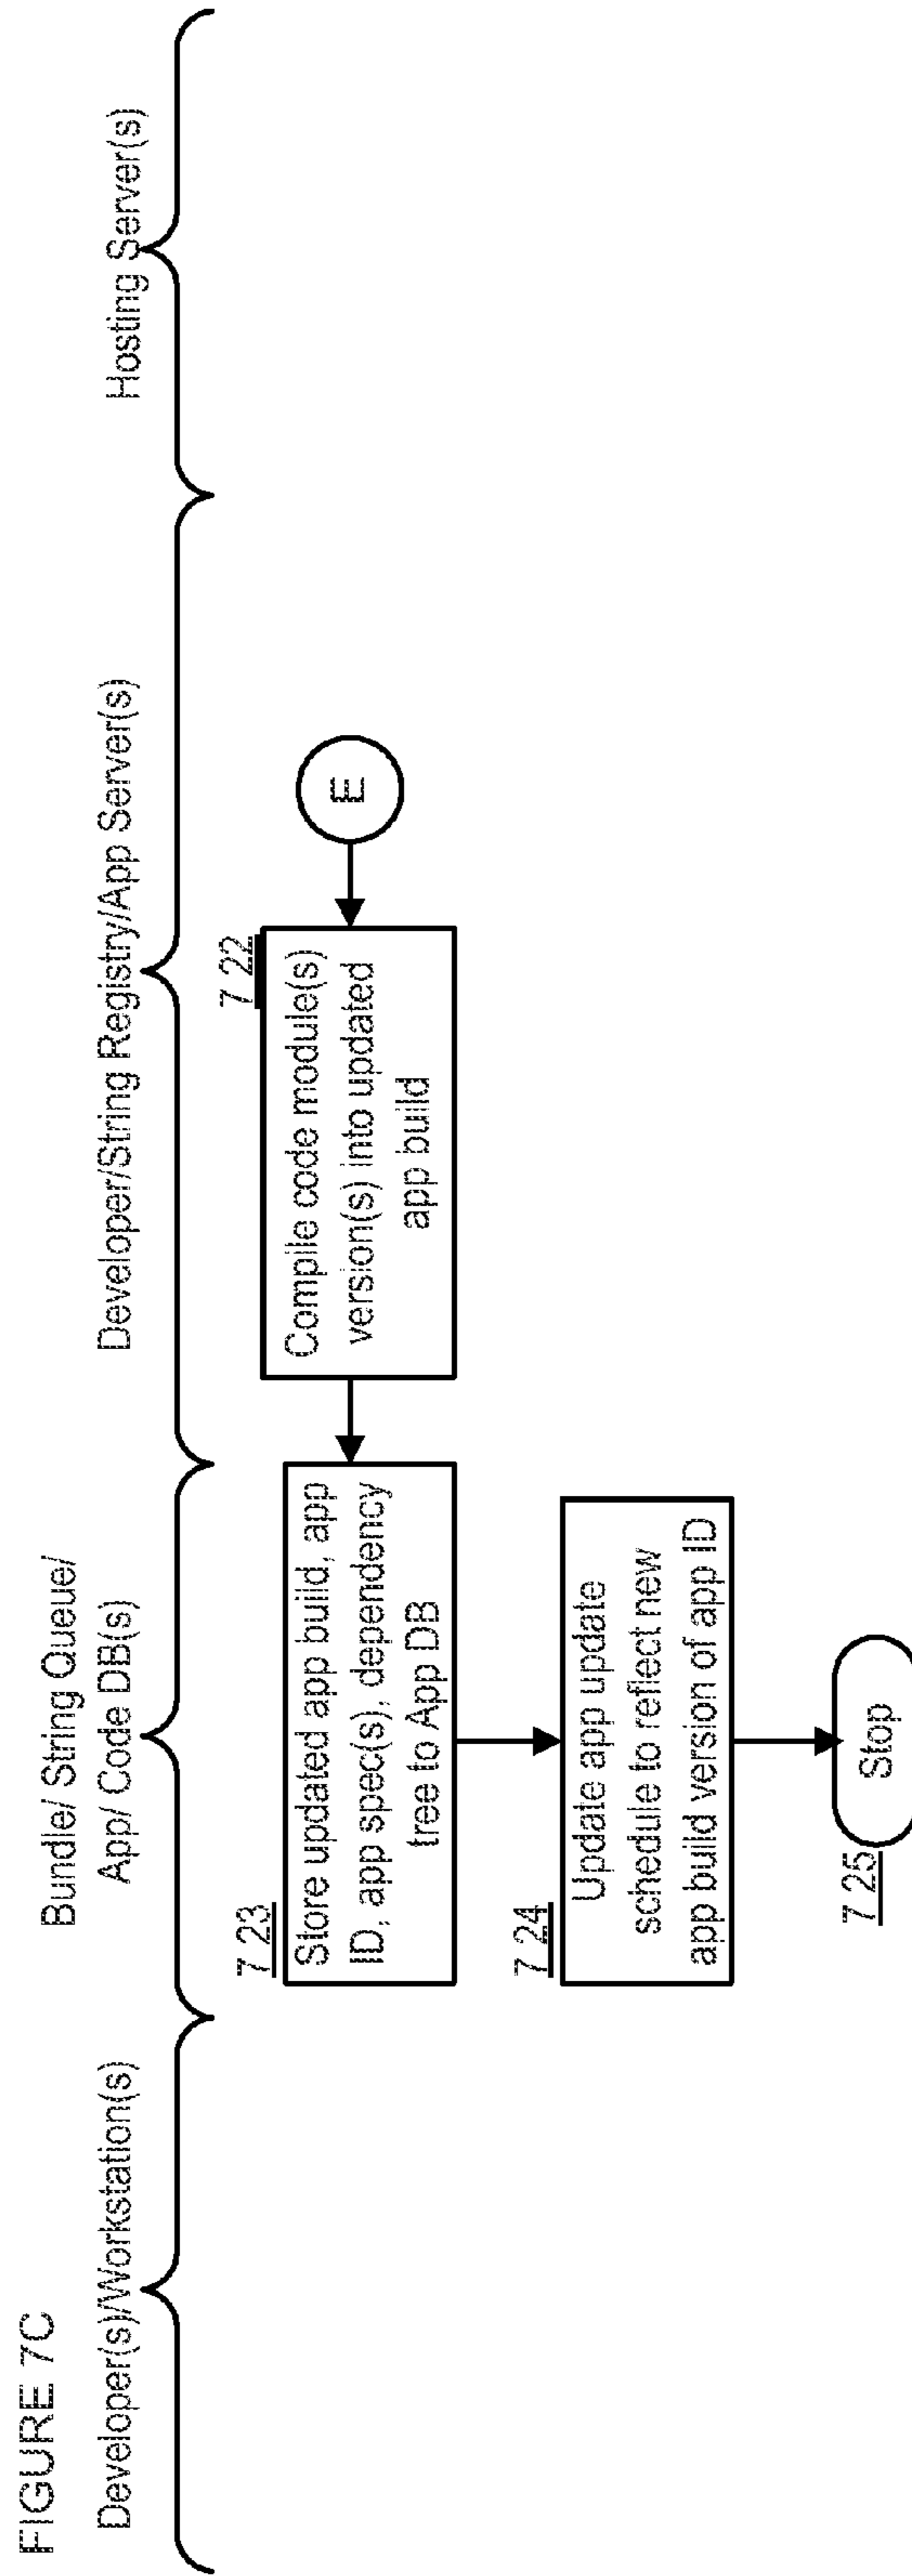 FIGURE 7C
Developer(s)/Workstation(s)
Bundle/ String Queue/
App/ Code DB(s)
Developer/String Registry/App Server(s)
Hosting Server(s)
E
7.22
Compile code module(s)
version(s) into updated
app build
7.23
Store updated app build, app
ID, app spec(s), dependency
tree to App DB
7.24
Update app update
schedule to reflect new
app build version of app ID
7.25
Stop